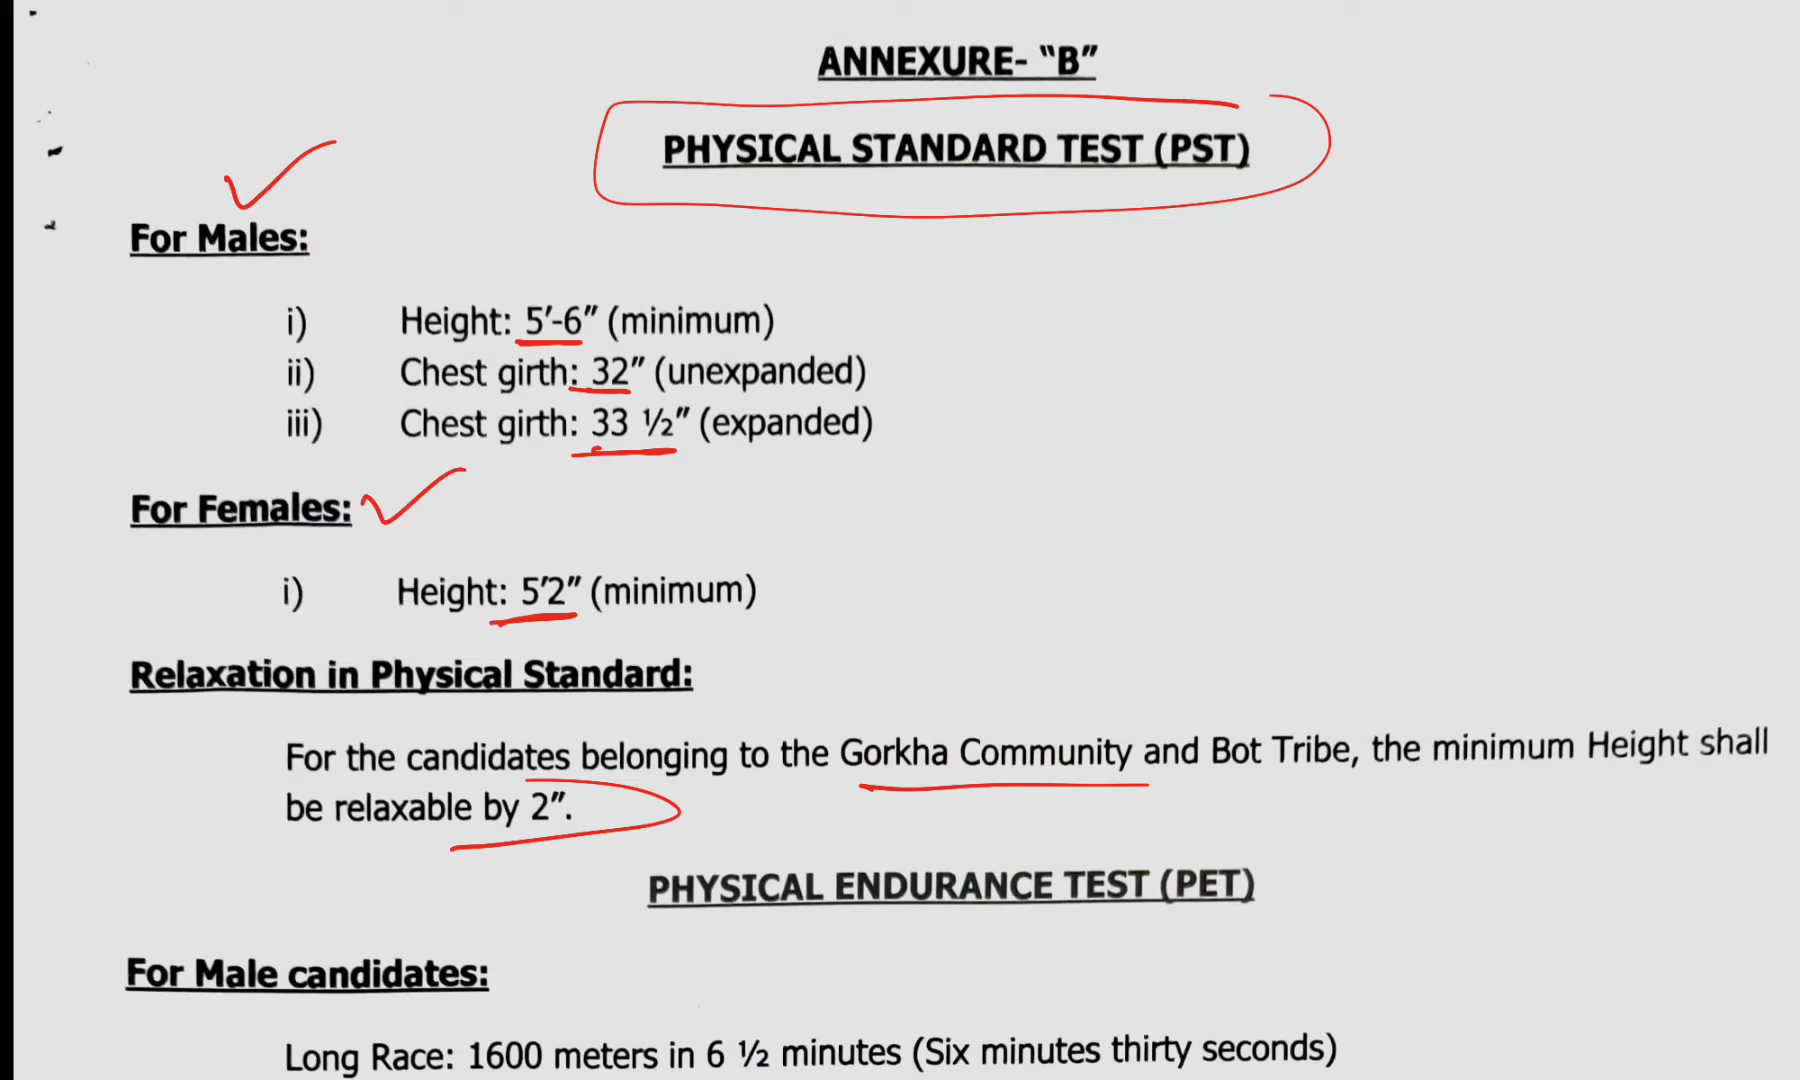 ANNEXURE- “B”
PHYSICAL STANDARD TEST (PST)
For Males:
i) Height: 5’-6” (minimum)
ii) Chest girth: 32” (unexpanded)
iii) Chest girth: 33 ½” (expanded)
For Females:
i) Height: 5’2” (minimum)
Relaxation in Physical Standard:
For the candidates belonging to the Gorkha Community and Bot Tribe, the minimum Height shall
be relaxable by 2”.
PHYSICAL ENDURANCE TEST (PET)
For Male candidates:
Long Race: 1600 meters in 6 ½ minutes (Six minutes thirty seconds)